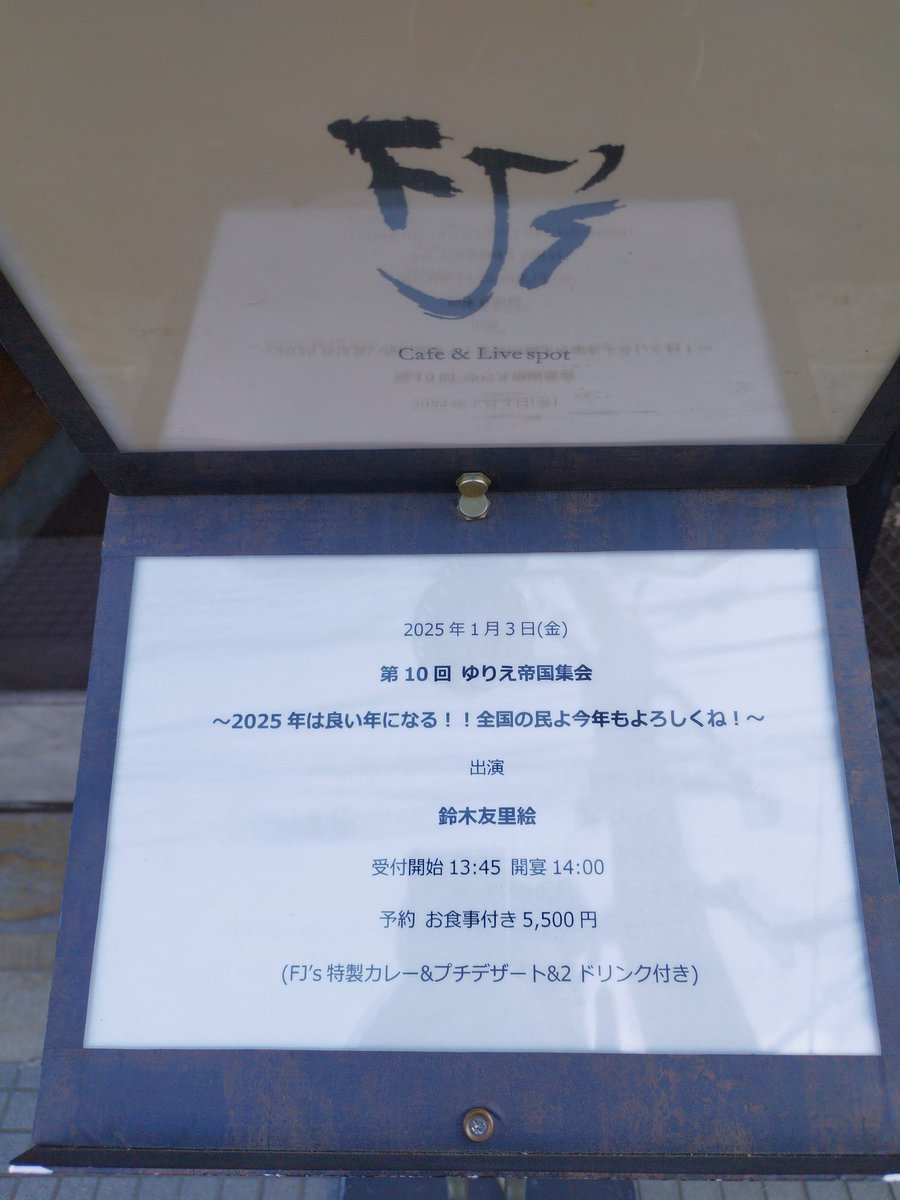 FJ's
Cafe & Live spot
2025年1月3日(金)
第10回 ゆりえ帝国集会
～2025年は良い年になる！！全国の民よ今年もよろしくね！～
出演
鈴木友里絵
受付開始 13:45 開宴 14:00
予約 お食事付き 5,500円
(FJ's特製カレー&プチデザート&2ドリンク付き)